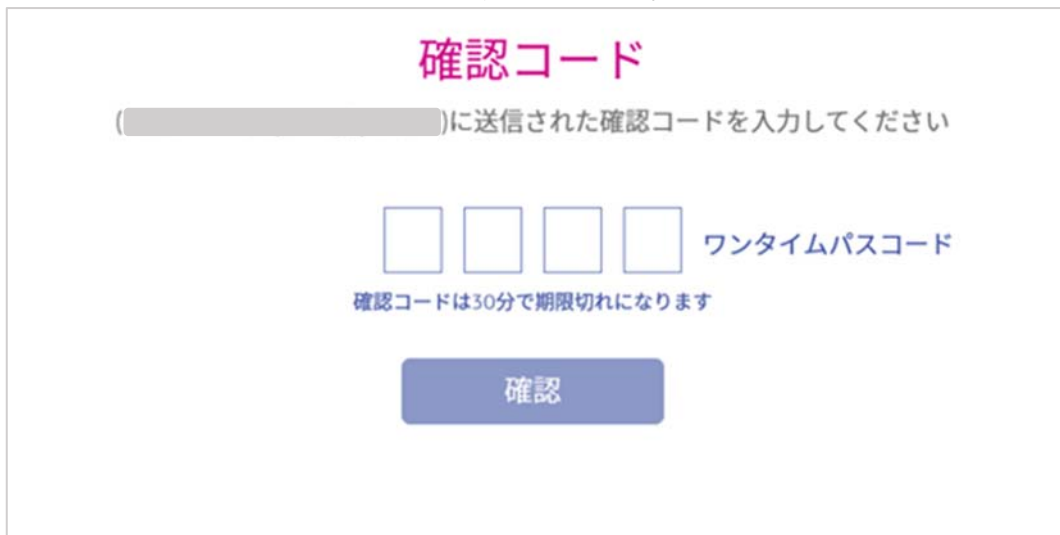 確認コード
()に送信された確認コードを入力してください
ワンタイムパスコード
確認コードは30分で期限切れになります
確認